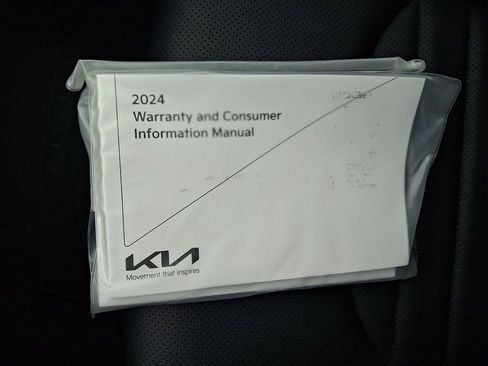 2024
Warranty and Consumer
Information Manual
KIA
Movement that inspires